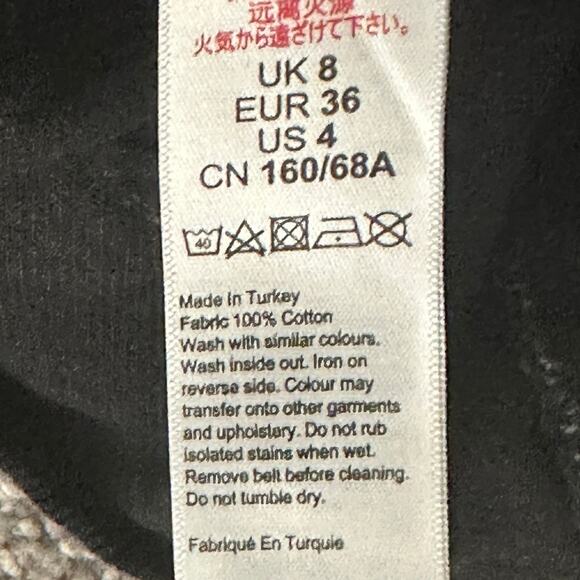 远离火源
火気から遠ざけて下さい。
UK 8
EUR 36
US 4
CN 160/68A
40
Made In Turkey
Fabric 100% Cotton
Wash with similar colours.
Wash inside out. Iron on
reverse side. Colour may
transfer onto other garments
and upholstery. Do not rub
isolated stains when wet.
Remove belt before cleaning.
Do not tumble dry.
Fabriqué En Turquie